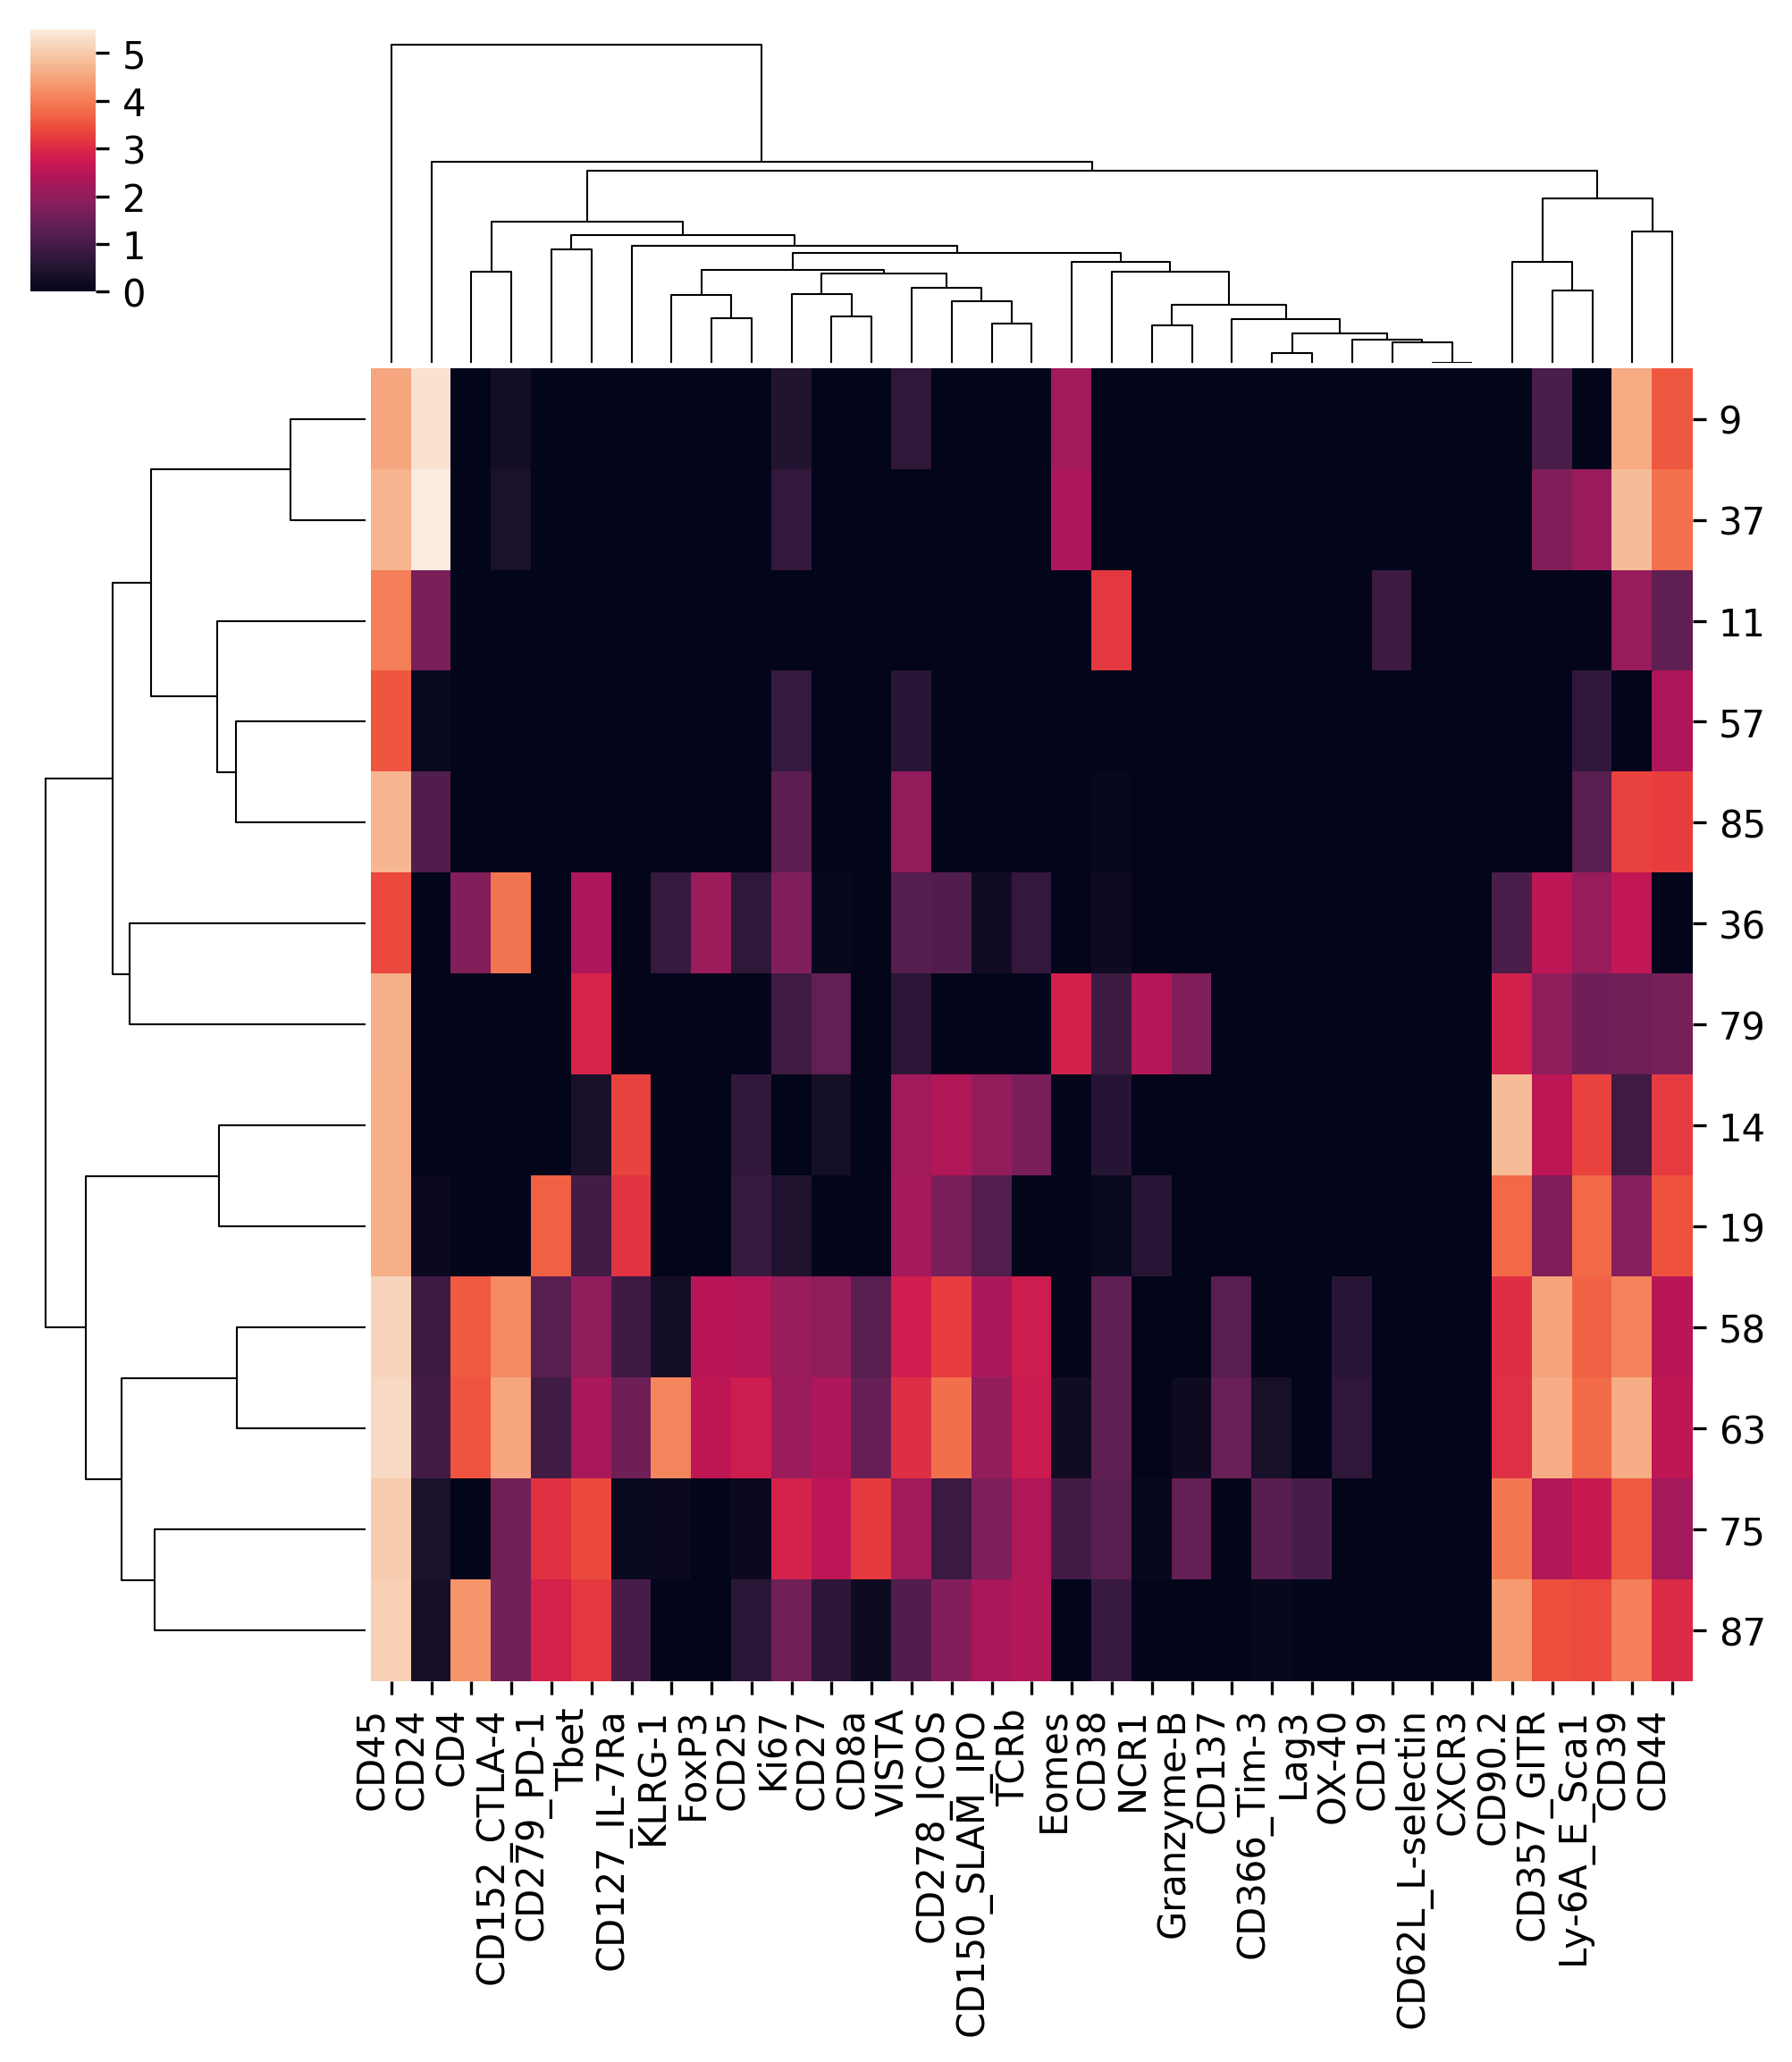 5
4
3
2
1
0
9
37
11
57
85
36
79
14
19
58
63
75
87
CD45
CD24
CD4
CD152_CTLA-4
CD279_PD-1
Tbet
CD127_IL-7Ra
KLRG-1
FoxP3
CD25
Ki67
CD27
CD8a
VISTA
CD278_ICOS
CD150_SLAM_IPO
TCRb
Eomes
CD38
NCR1
Granzyme-B
CD137
CD366_Tim-3
Lag3
OX-40
CD19
CD62L_L-selectin
CXCR3
CD90.2
CD357_GITR
Ly-6A_E_Sca1
CD39
CD44